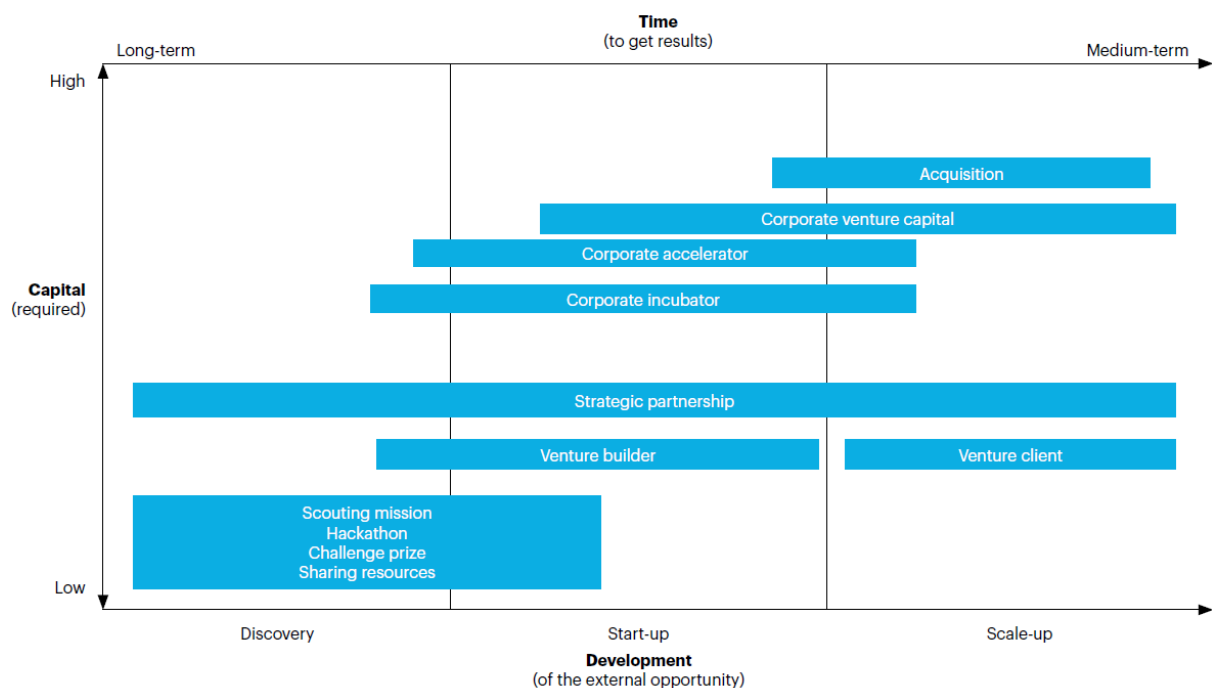 Time
(to get results)
Long-term
Medium-term
High
Acquisition
Corporate venture capital
Corporate accelerator
Capital
(required)
Corporate incubator
Strategic partnership
Venture builder
Venture client
Scouting mission
Hackathon
Challenge prize
Sharing resources
Low
Discovery
Start-up
Scale-up
Development
(of the external opportunity)